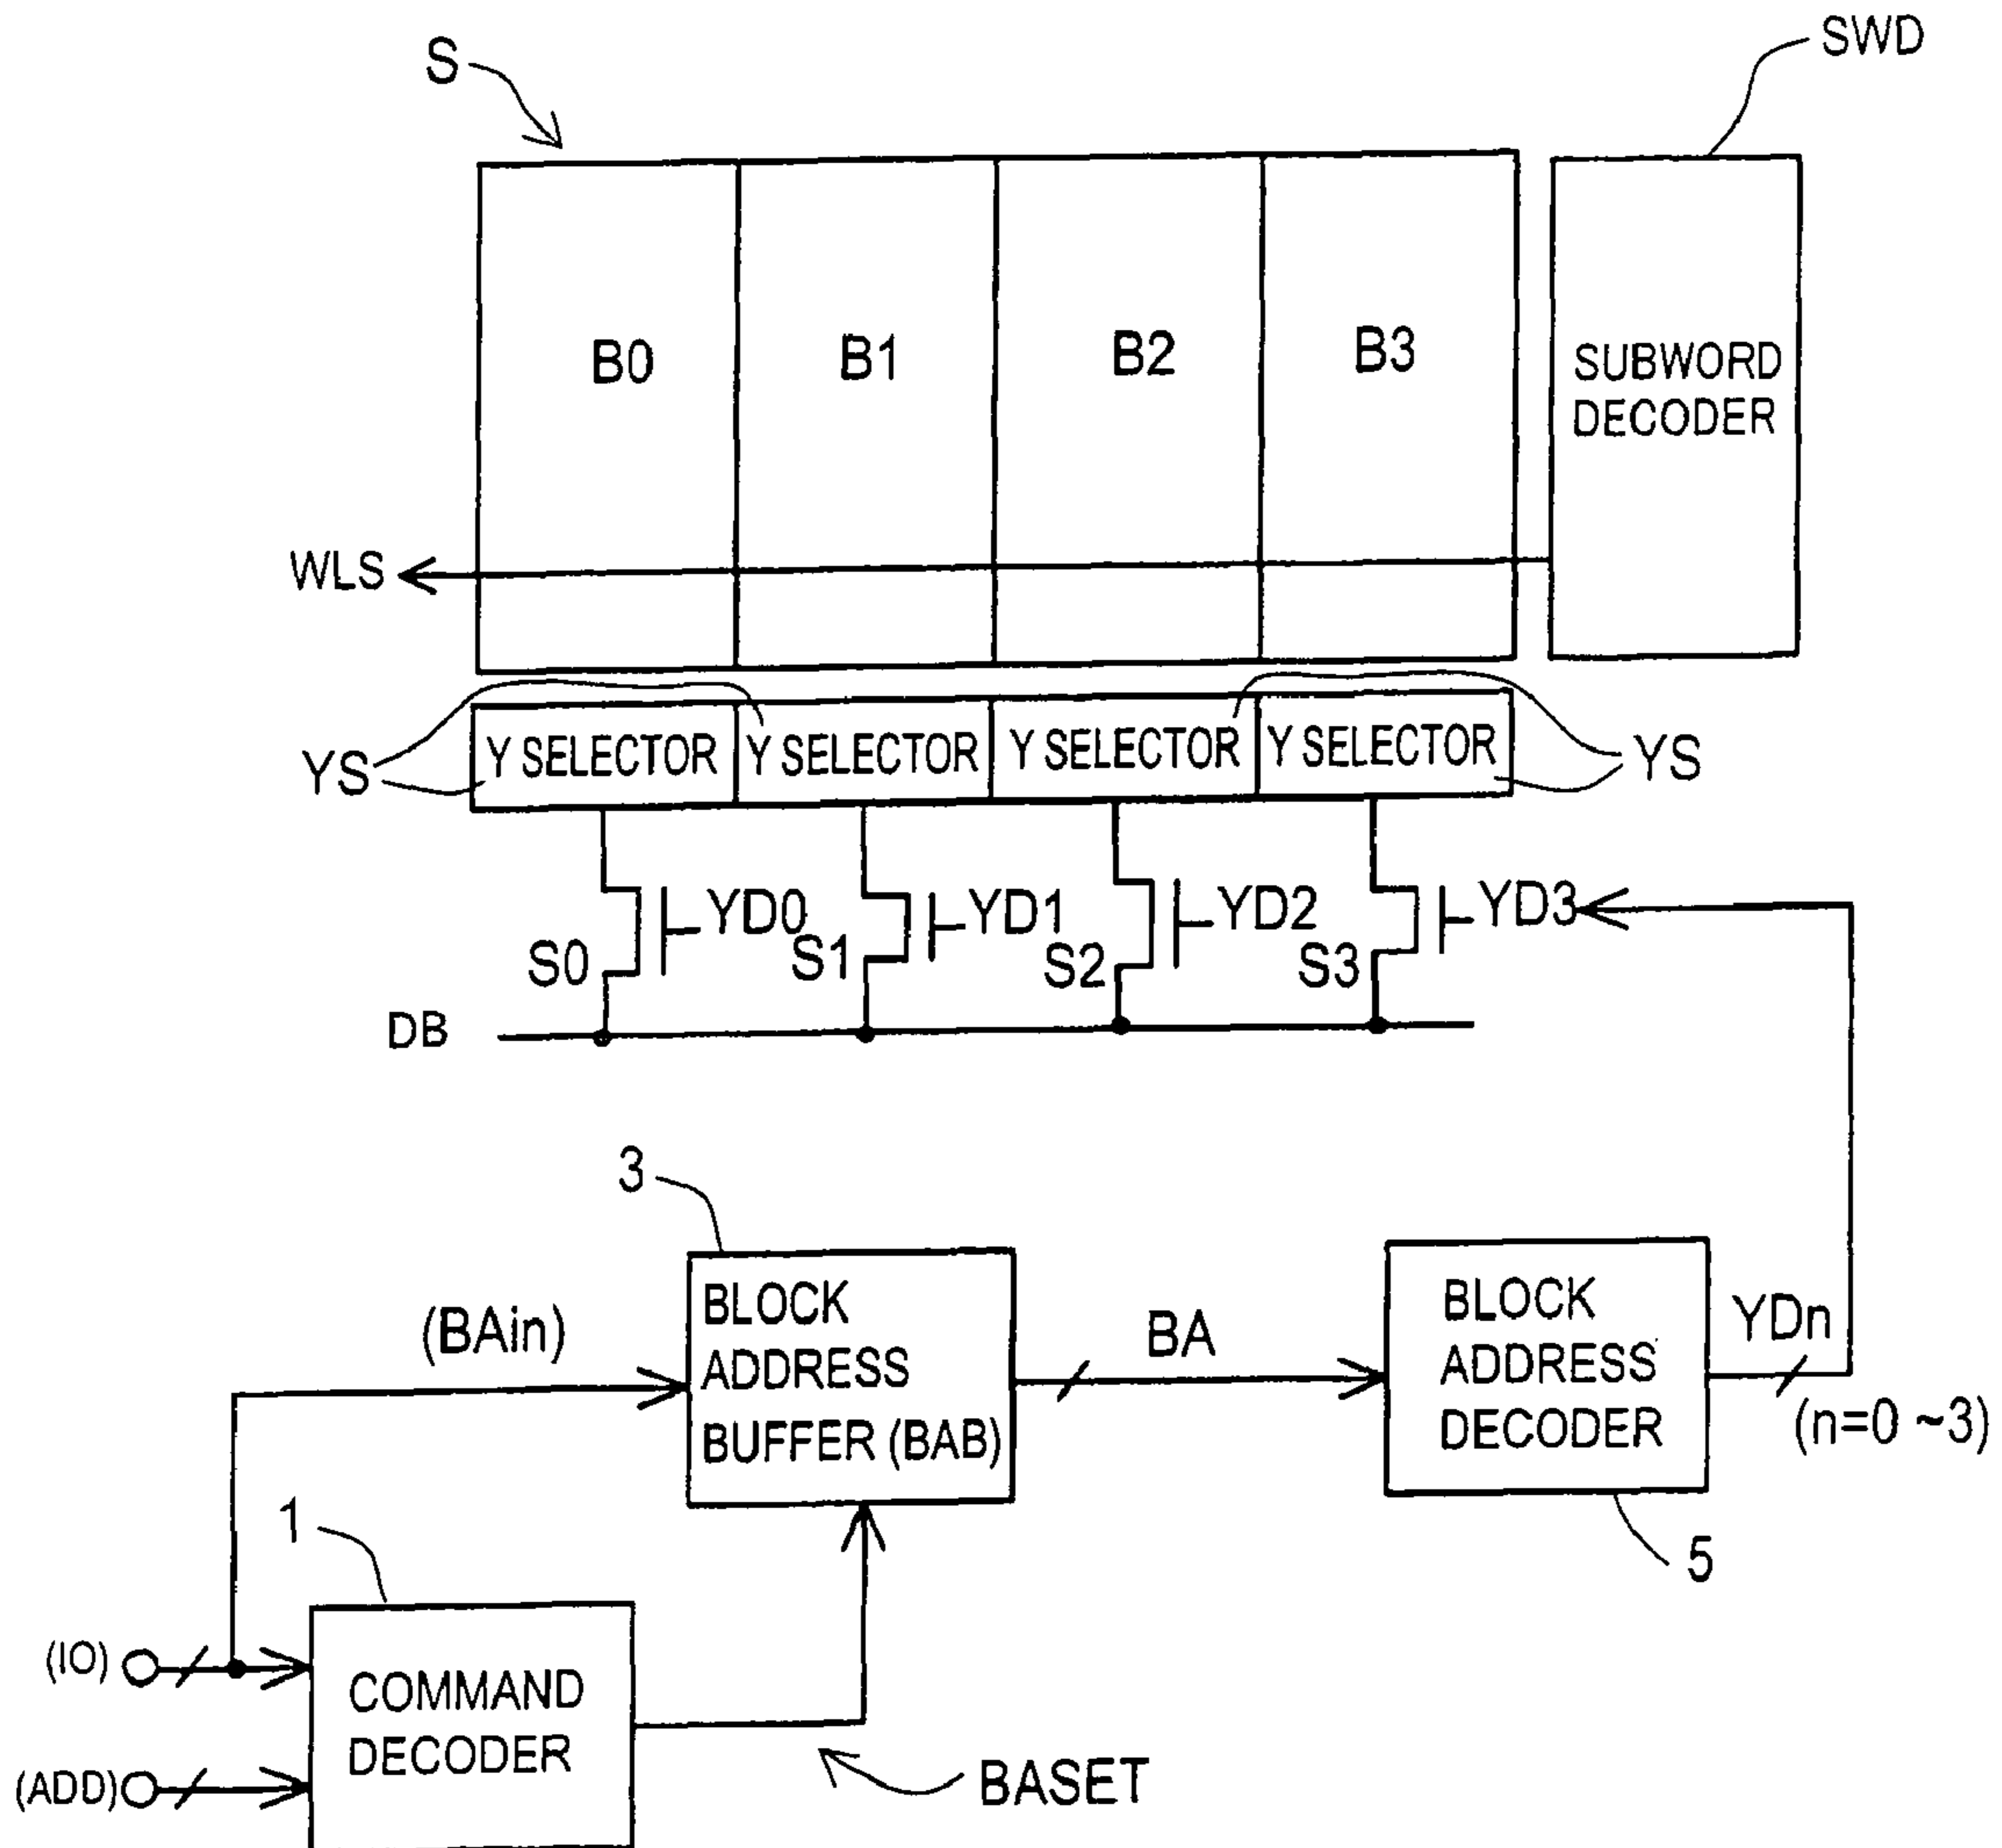 S
SWD
B0
B1
B2
B3
SUBWORD
DECODER
WLS
YS
Y SELECTOR
Y SELECTOR
Y SELECTOR
Y SELECTOR
YS
YD0
YD1
YD2
YD3
S0
S1
S2
S3
DB
3
(BAin)
BLOCK
ADDRESS
BUFFER (BAB)
BA
BLOCK
ADDRESS
DECODER
YDn
(n=0 ~3)
1
5
(IO)
COMMAND
DECODER
(ADD)
BASET